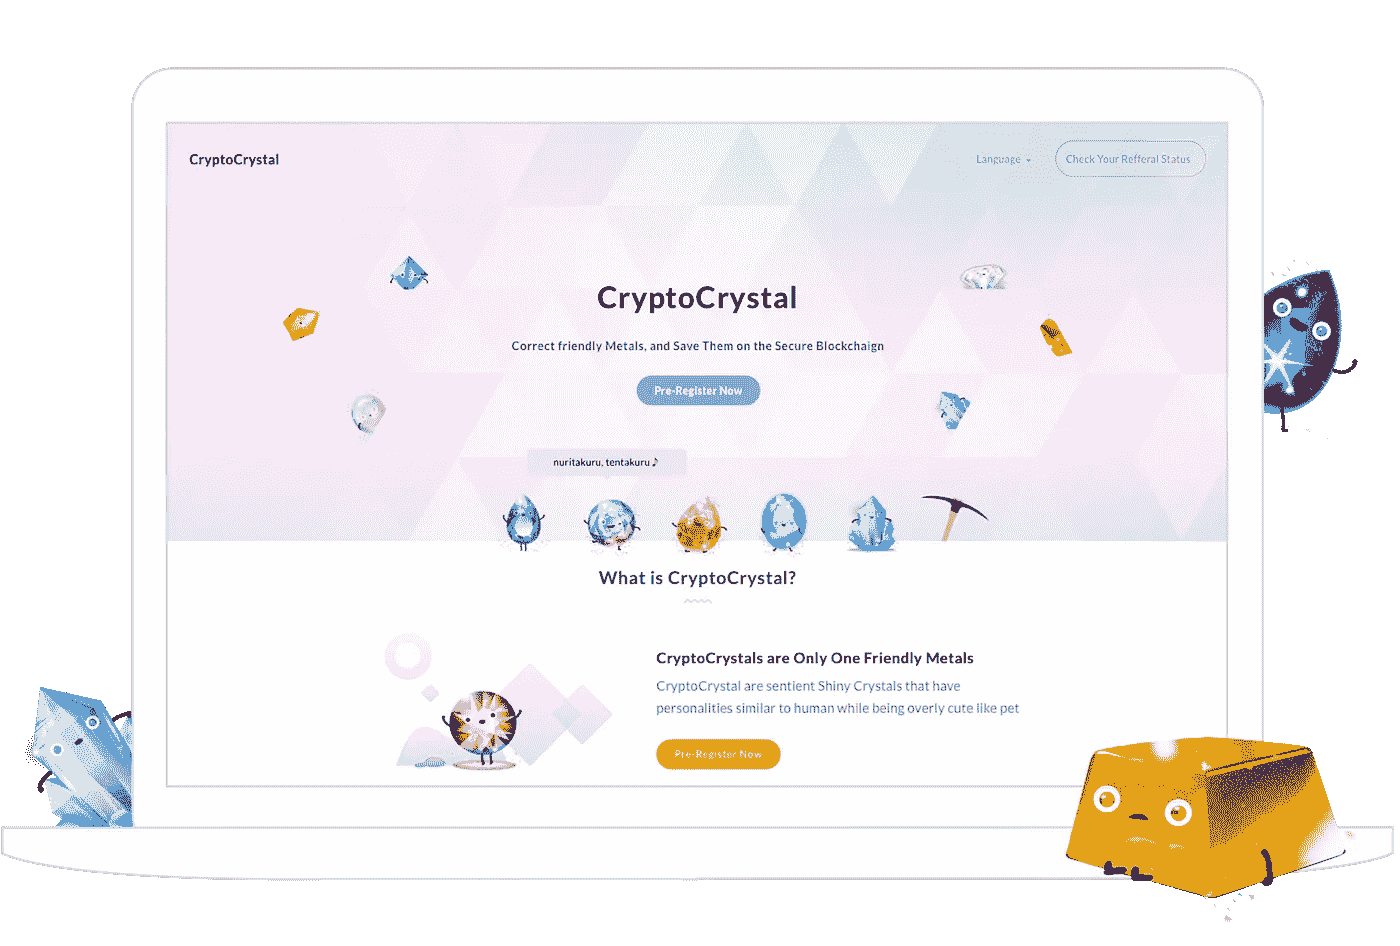 CryptoCrystal
Language
Check Your Refferal Status
CryptoCrystal
Correct friendly Metals, and Save Them on the Secure Blockchaign
Pre-Register Now
nuritakuru, tentakuru♪
What is CryptoCrystal?
CryptoCrystals are Only One Friendly Metals
CryptoCrystal are sentient Shiny Crystals that have
personalities similar to human while being overly cute like pet
Pre-Register Now